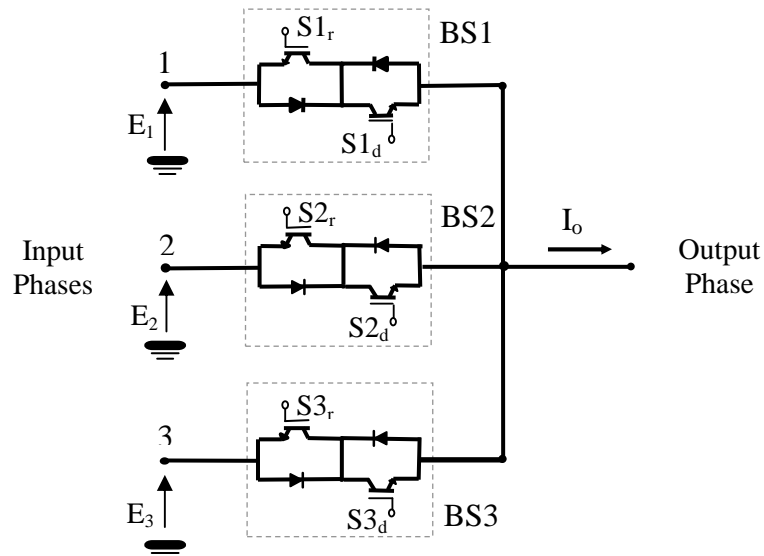 S1r
BS1
1
E1
S1d
S2r
BS2
Io
Input
Phases
2
Output
Phase
E2
S2d
S3r
3
E3
S3d
BS3